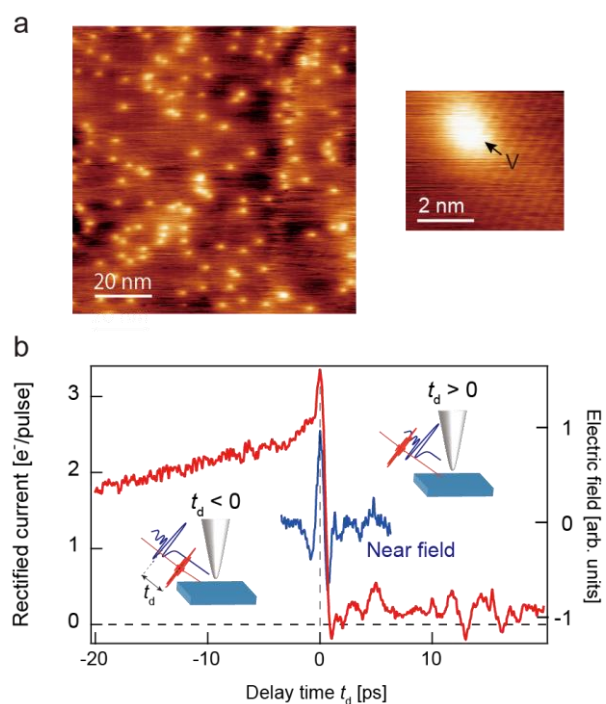 a
20 nm
V
2 nm
b
Rectified current [e⁻/pulse]
3
2
1
0
t_d > 0
t_d < 0
t_d
Near field
Electric field [arb. units]
1
0
-1
-20
-10
0
10
Delay time t_d [ps]